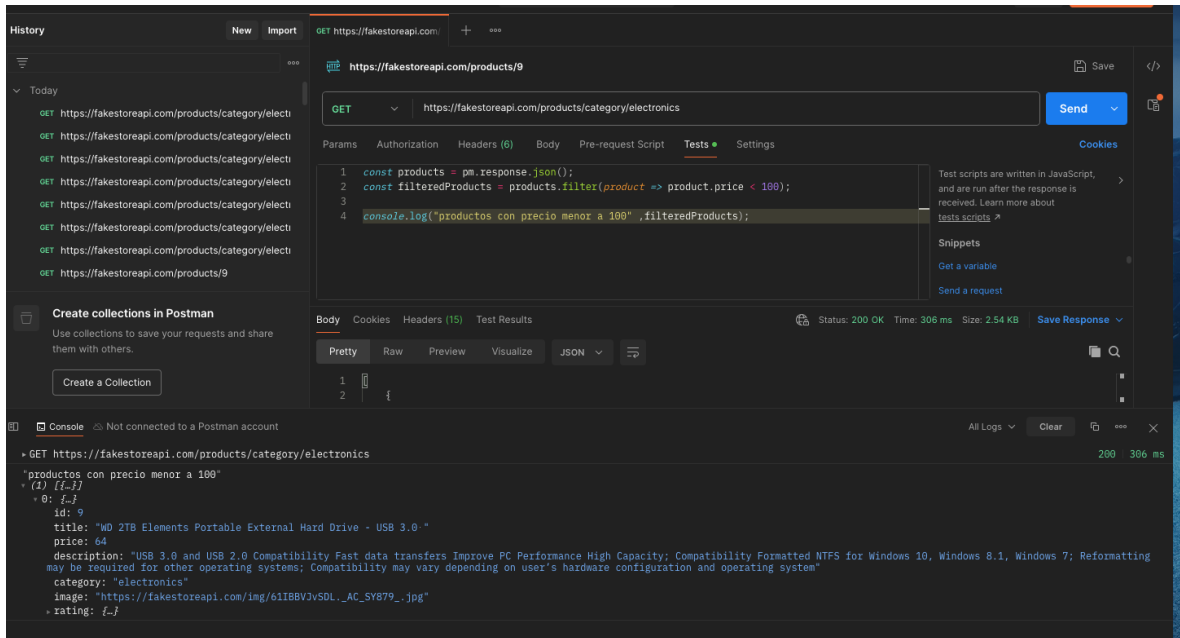 History
New
Import
GET https://fakestoreapi.com/
https://fakestoreapi.com/products/9
Save
Today
GET https://fakestoreapi.com/products/category/electr
GET https://fakestoreapi.com/products/category/electr
GET https://fakestoreapi.com/products/category/electr
GET https://fakestoreapi.com/products/category/electr
GET https://fakestoreapi.com/products/category/electr
GET https://fakestoreapi.com/products/category/electr
GET https://fakestoreapi.com/products/category/electr
GET https://fakestoreapi.com/products/9
Create collections in Postman
Use collections to save your requests and share
them with others.
Create a Collection
HTTP
GET
https://fakestoreapi.com/products/category/electronics
Send
Params Authorization Headers (6) Body Pre-request Script Tests Settings
Cookies
1 const products = pm.response.json();
2 const filteredProducts = products.filter(product => product.price < 100);
3
4 console.log("productos con precio menor a 100" ,filteredProducts);
Test scripts are written in JavaScript,
and are run after the response is
received. Learn more about
tests scripts ↗
Snippets
Get a variable
Send a request
Body Cookies Headers (15) Test Results
Status: 200 OK Time: 306 ms Size: 2.54 KB
Save Response
Pretty Raw Preview Visualize JSON
1 [
2 {
Console
Not connected to a Postman account
All Logs
Clear
GET https://fakestoreapi.com/products/category/electronics
200 306 ms
"productos con precio menor a 100"
(1) [{…}]
0: {…}
id: 9
title: "WD 2TB Elements Portable External Hard Drive - USB 3.0 "
price: 64
description: "USB 3.0 and USB 2.0 Compatibility Fast data transfers Improve PC Performance High Capacity; Compatibility Formatted NTFS for Windows 10, Windows 8.1, Windows 7; Reformatting
may be required for other operating systems; Compatibility may vary depending on user's hardware configuration and operating system"
category: "electronics"
image: "https://fakestoreapi.com/img/61IBBVJvSDL._AC_SY879_.jpg"
rating: {…}